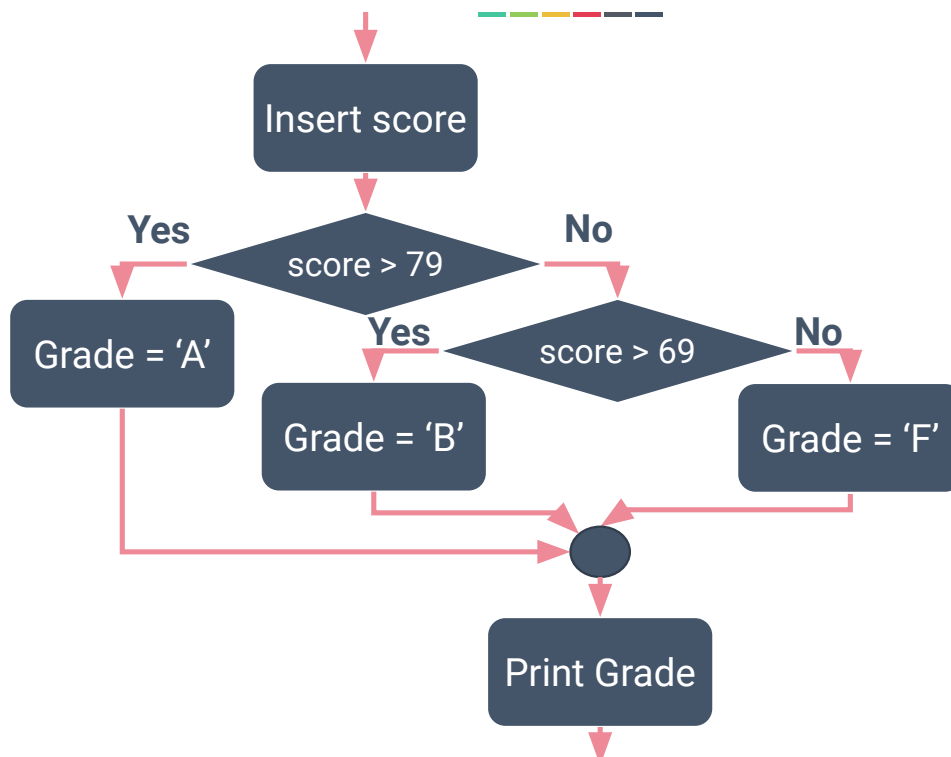 Insert score
Yes
No
score > 79
Yes
No
Grade = ‘A’
score > 69
Grade = ‘B’
Grade = ‘F’
Print Grade